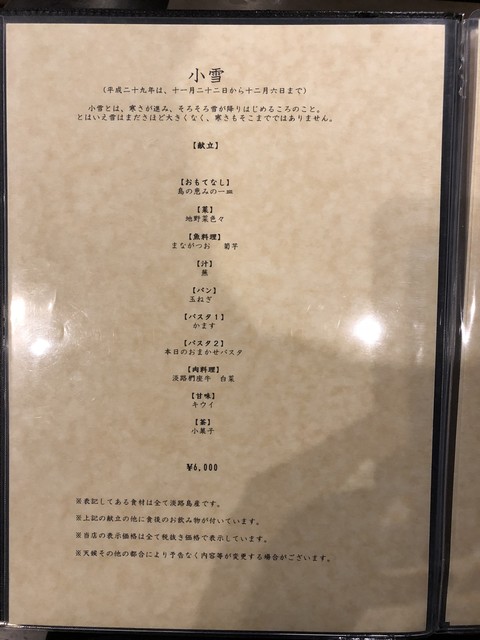 小雪
（平成二十九年は、十一月二十二日から十二月六日まで）
小雪とは、寒さが進み、そろそろ雪が降りはじめるころのこと。
とはいえ雪はまださほど大きくなく、寒さもそこまでではありません。
【献立】
【おもてなし】
島の恵みの一皿
【菜】
地野菜色々
【魚料理】
まながつお　菊芋
【汁】
蕪
【パン】
玉ねぎ
【パスタ１】
かます
【パスタ２】
本日のおまかせパスタ
【肉料理】
淡路椚座牛　白菜
【甘味】
キウイ
【茶】
小菓子
¥6,000
※表記してある食材は全て淡路島産です。
※上記の献立の他に食後のお飲み物が付いています。
※当店の表示価格は全て税抜き価格で表示しています。
※天候その他の都合により予告なく内容等が変更する場合がございます。